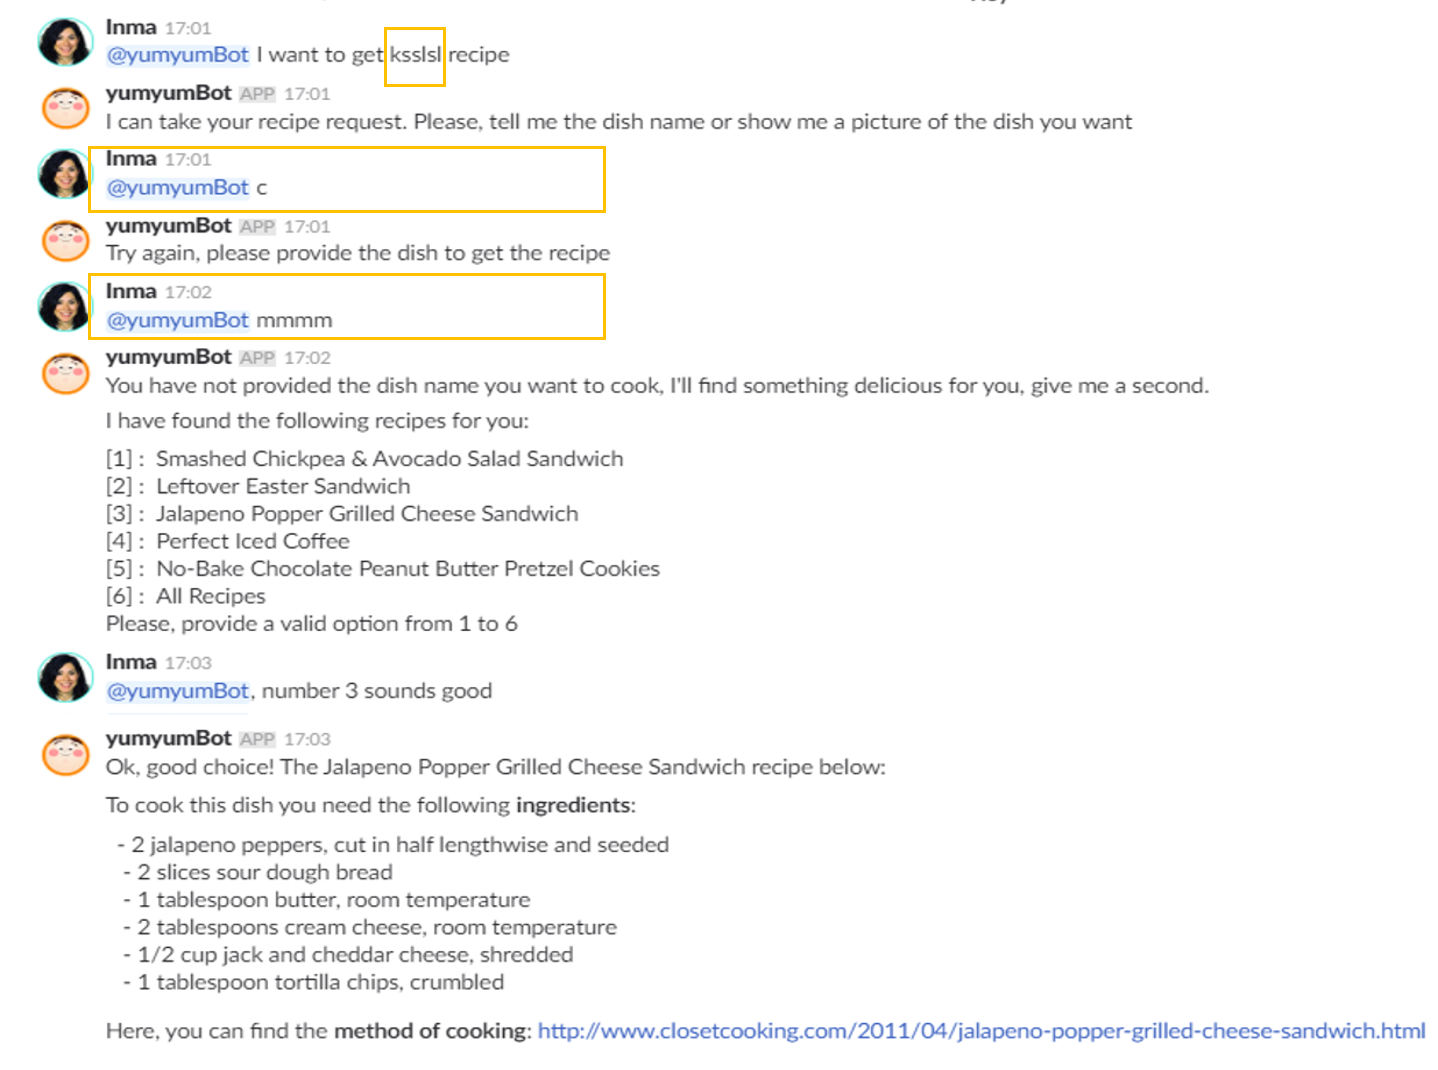 Inma 17:01
@yumyumBot I want to get ksslsl recipe
yumyumBot APP 17:01
I can take your recipe request. Please, tell me the dish name or show me a picture of the dish you want
Inma 17:01
@yumyumBot c
yumyumBot APP 17:01
Try again, please provide the dish to get the recipe
Inma 17:02
@yumyumBot mmmm
yumyumBot APP 17:02
You have not provided the dish name you want to cook, I'll find something delicious for you, give me a second.
I have found the following recipes for you:
[1] : Smashed Chickpea & Avocado Salad Sandwich
[2] : Leftover Easter Sandwich
[3] : Jalapeno Popper Grilled Cheese Sandwich
[4] : Perfect Iced Coffee
[5] : No-Bake Chocolate Peanut Butter Pretzel Cookies
[6] : All Recipes
Please, provide a valid option from 1 to 6
Inma 17:03
@yumyumBot, number 3 sounds good
yumyumBot APP 17:03
Ok, good choice! The Jalapeno Popper Grilled Cheese Sandwich recipe below:
To cook this dish you need the following ingredients:
- 2 jalapeno peppers, cut in half lengthwise and seeded
- 2 slices sour dough bread
- 1 tablespoon butter, room temperature
- 2 tablespoons cream cheese, room temperature
- 1/2 cup jack and cheddar cheese, shredded
- 1 tablespoon tortilla chips, crumbled
Here, you can find the method of cooking: http://www.closetcooking.com/2011/04/jalapeno-popper-grilled-cheese-sandwich.html